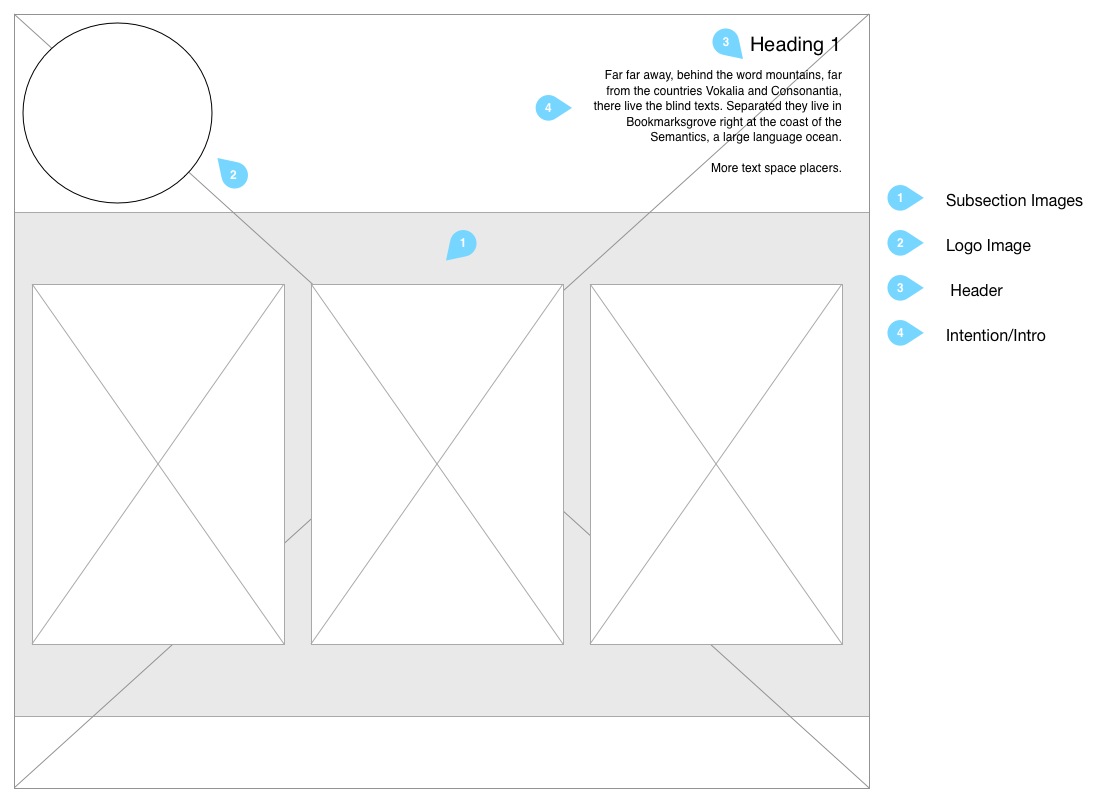 3
Heading 1
Far far away, behind the word mountains, far
from the countries Vokalia and Consonantia,
4
there live the blind texts. Separated they live in
Bookmarksgrove right at the coast of the
Semantics, a large language ocean.
More text space placers.
2
1
1 Subsection Images
2 Logo Image
3 Header
4 Intention/Intro